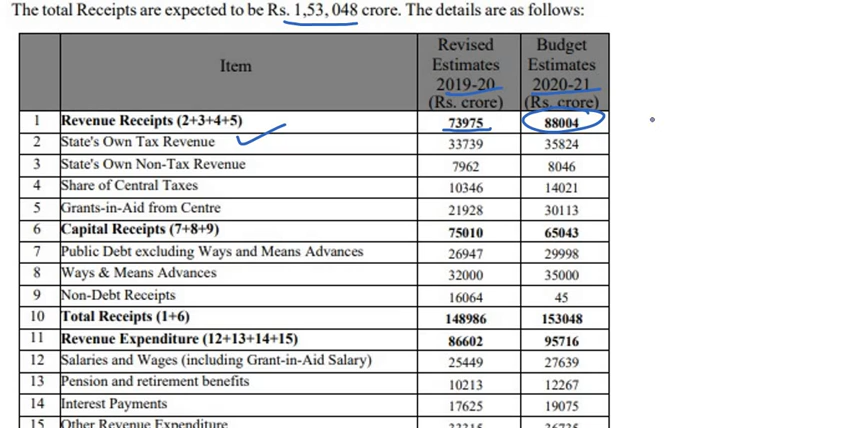 The total Receipts are expected to be Rs. 1,53, 048 crore. The details are as follows:
Item Revised Estimates 2019-20 (Rs. crore) Budget Estimates 2020-21 (Rs. crore)
1 Revenue Receipts (2+3+4+5) 73975 88004
2 State's Own Tax Revenue 33739 35824
3 State's Own Non-Tax Revenue 7962 8046
4 Share of Central Taxes 10346 14021
5 Grants-in-Aid from Centre 21928 30113
6 Capital Receipts (7+8+9) 75010 65043
7 Public Debt excluding Ways and Means Advances 26947 29998
8 Ways & Means Advances 32000 35000
9 Non-Debt Receipts 16064 45
10 Total Receipts (1+6) 148986 153048
11 Revenue Expenditure (12+13+14+15) 86602 95716
12 Salaries and Wages (including Grant-in-Aid Salary) 25449 27639
13 Pension and retirement benefits 10213 12267
14 Interest Payments 17625 19075
15 Other Revenue Expenditure